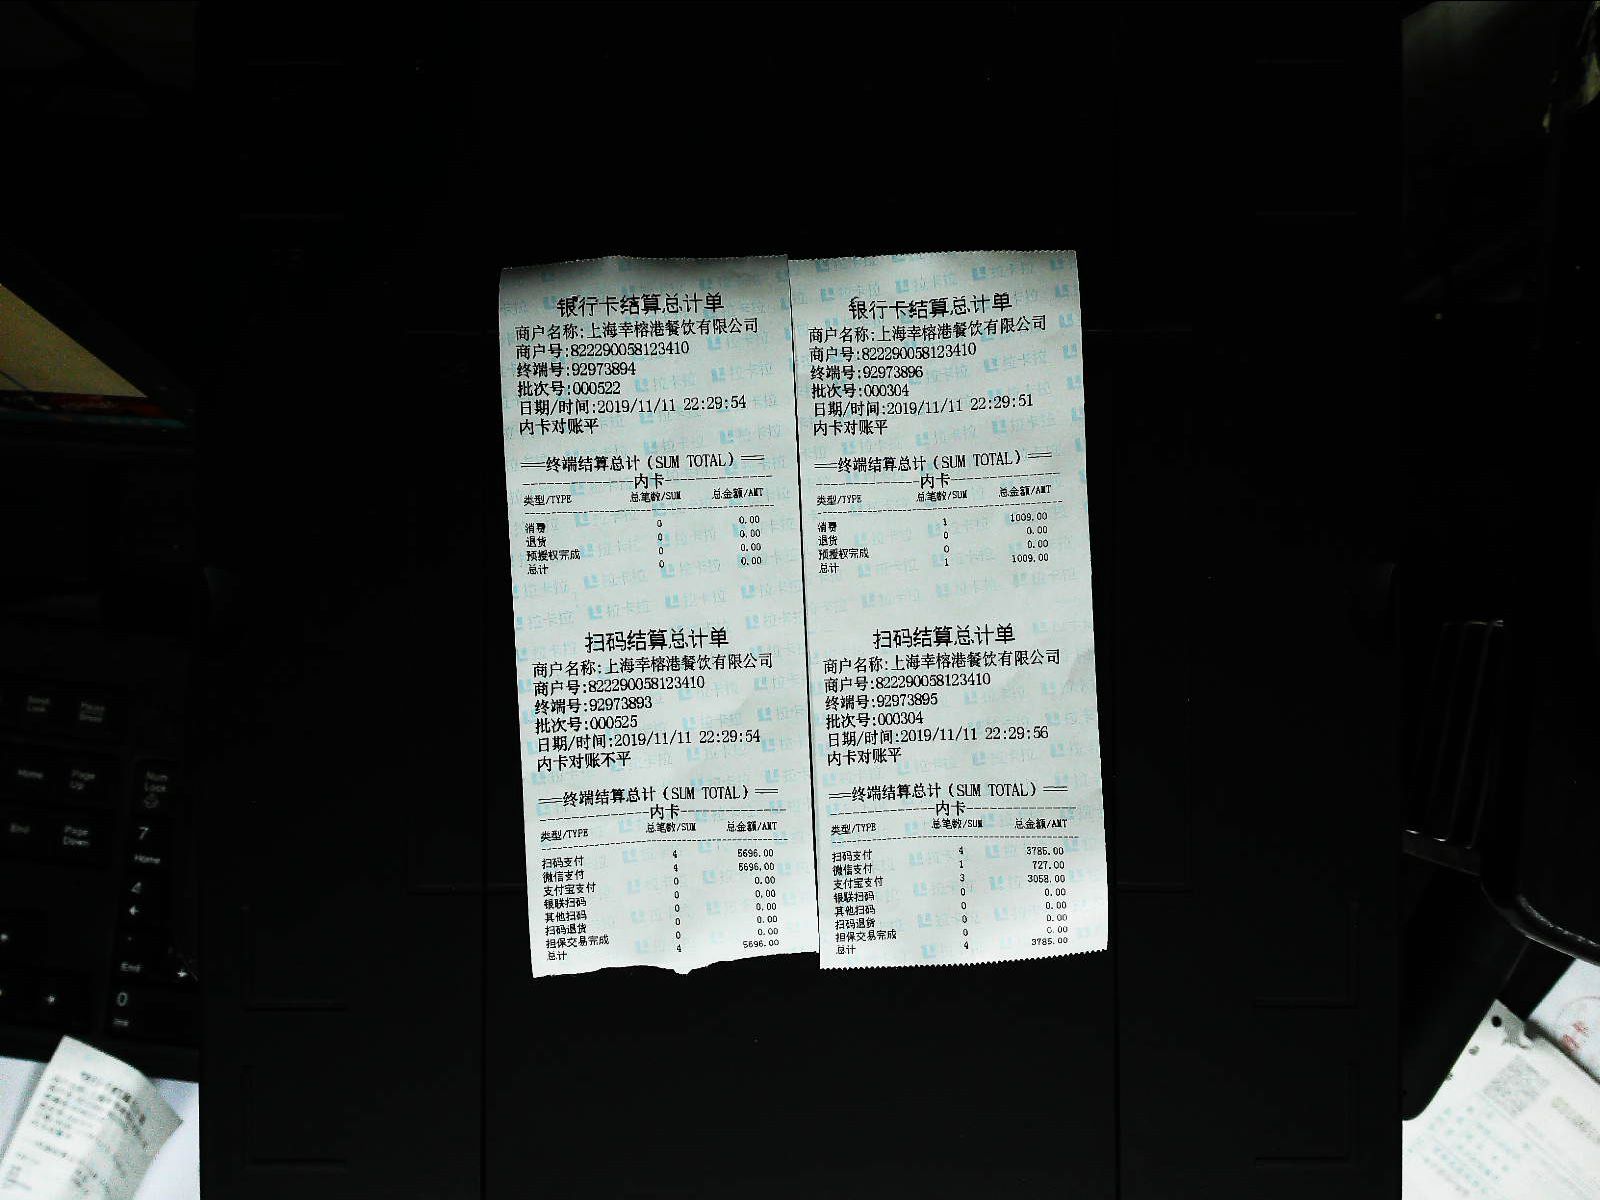 银行卡结算总计单
商户名称:上海幸榕港餐饮有限公司
商户号:822290058123410
终端号:92973894
批次号:000522
日期/时间:2019/11/11 22:29:54
内卡对账平
══终端结算总计(SUM TOTAL)══
内卡
类型/TYPE 总笔数/SUM 总金额/AMT
消费 0 0.00
退货 0 0.00
预授权完成 0 0.00
总计 0 0.00
扫码结算总计单
商户名称:上海幸榕港餐饮有限公司
商户号:822290058123410
终端号:92973893
批次号:000525
日期/时间:2019/11/11 22:29:54
内卡对账不平
══终端结算总计(SUM TOTAL)══
内卡
类型/TYPE 总笔数/SUM 总金额/AMT
扫码支付 4 5696.00
微信支付 4 5696.00
支付宝支付 0 0.00
银联扫码 0 0.00
其他扫码 0 0.00
扫码退货 0 0.00
担保交易完成 0 0.00
总计 4 5696.00
银行卡结算总计单
商户名称:上海幸榕港餐饮有限公司
商户号:822290058123410
终端号:92973896
批次号:000304
日期/时间:2019/11/11 22:29:51
内卡对账平
══终端结算总计(SUM TOTAL)══
内卡
类型/TYPE 总笔数/SUM 总金额/AMT
消费 1 1009.00
退货 0 0.00
预授权完成 0 0.00
总计 1 1009.00
扫码结算总计单
商户名称:上海幸榕港餐饮有限公司
商户号:822290058123410
终端号:92973895
批次号:000304
日期/时间:2019/11/11 22:29:56
内卡对账平
══终端结算总计(SUM TOTAL)══
内卡
类型/TYPE 总笔数/SUM 总金额/AMT
扫码支付 4 3785.00
微信支付 1 727.00
支付宝支付 3 3058.00
银联扫码 0 0.00
其他扫码 0 0.00
扫码退货 0 0.00
担保交易完成 0 0.00
总计 4 3785.00
拉卡拉
Home
Page Up
Num Lock
End
Page Down
7
Home
4
End
0